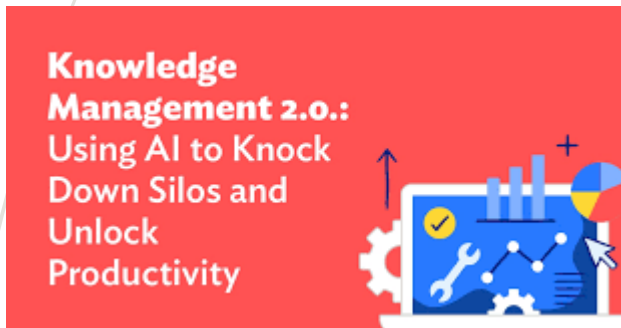 Knowledge
Management 2.0.:
Using AI to Knock
Down Silos and
Unlock
Productivity